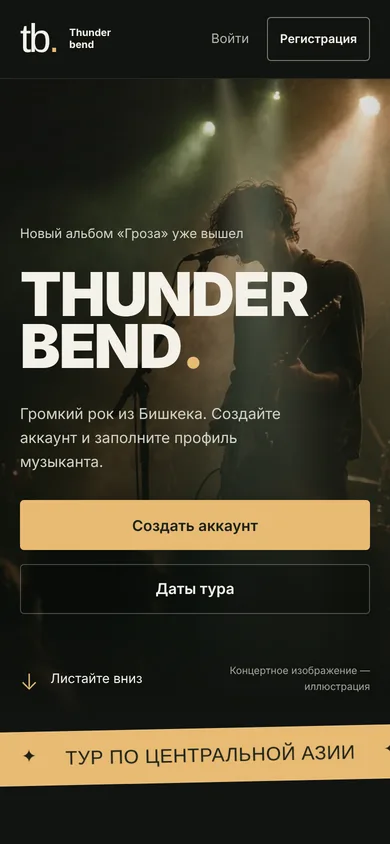 tb.
Thunder
bend
Войти
Регистрация
Новый альбом «Гроза» уже вышел
THUNDER
BEND.
Громкий рок из Бишкека. Создайте
аккаунт и заполните профиль
музыканта.
Создать аккаунт
Даты тура
Листайте вниз
Концертное изображение —
иллюстрация
✦ ТУР ПО ЦЕНТРАЛЬНОЙ АЗИИ ✦